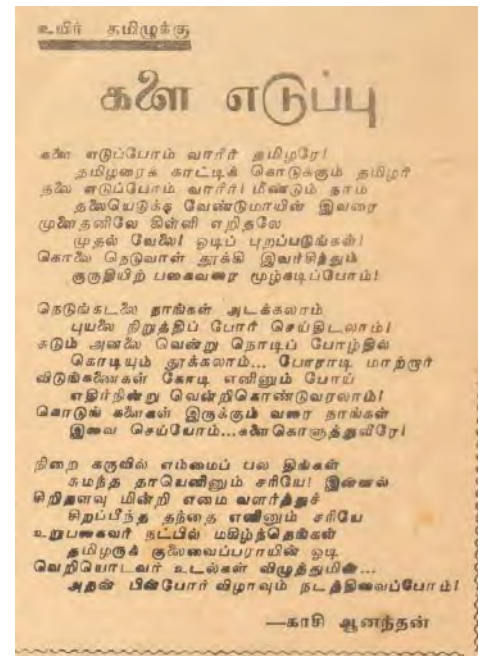 உயிர் தமிழுக்கு
களை எடுப்பு
களை எடுப்போம் வாரீர் தமிழரே!
தமிழரைக் காட்டிக் கொடுக்கும் தமிழர்
தலை எடுப்போம் வாரீர்! மீண்டும் நாம்
தலையெடுக்க வேண்டுமாயின் இவரை
முளைதனிலே கிள்ளி எறிதலே
முதல் வேலை! ஓடிப் புறப்படுங்கள்!
கொலை நெடுவாள் தூக்கி இவர்சிந்தும்
குருதியிற் பகைவரை மூழ்கடிப்போம்!
நெடுங்கடலை நாங்கள் அடக்கலாம்
புயலை நிறுத்திப் போர் செய்திடலாம்!
சுடும் அனலை வென்று நொடிப் போழ்தில்
கொடியும் தூக்கலாம்... போராடி மாற்றார்
விடுங்கணைகள் கோடி எனினும் போய்
எதிர்நின்று வென்றிகொண்டுவரலாம்!
கொடுங் களைகள் இருக்கும் வரை நாங்கள்
இவை செய்யோம்...களைகொளுத்துவீரே!
நிறை கருவில் எம்மைப் பல திங்கள்
சுமந்த தாயெனினும் சரியே! இன்னல்
சிறிதளவு மின்றி எமை வளர்த்துச்
சிறப்பீந்த தந்தை எனினும் சரியே
உறுபகைவர் நட்பில் மகிழ்ந்தெங்கள்
தமிழருக் குலைவைப்பராயின் ஓடி
வெறியொடவர் உடல்கள் விழுத்துமின்...
அதன் பின்போர் விழாவும் நடத்திவைப்போம்!
—காசி ஆனந்தன்